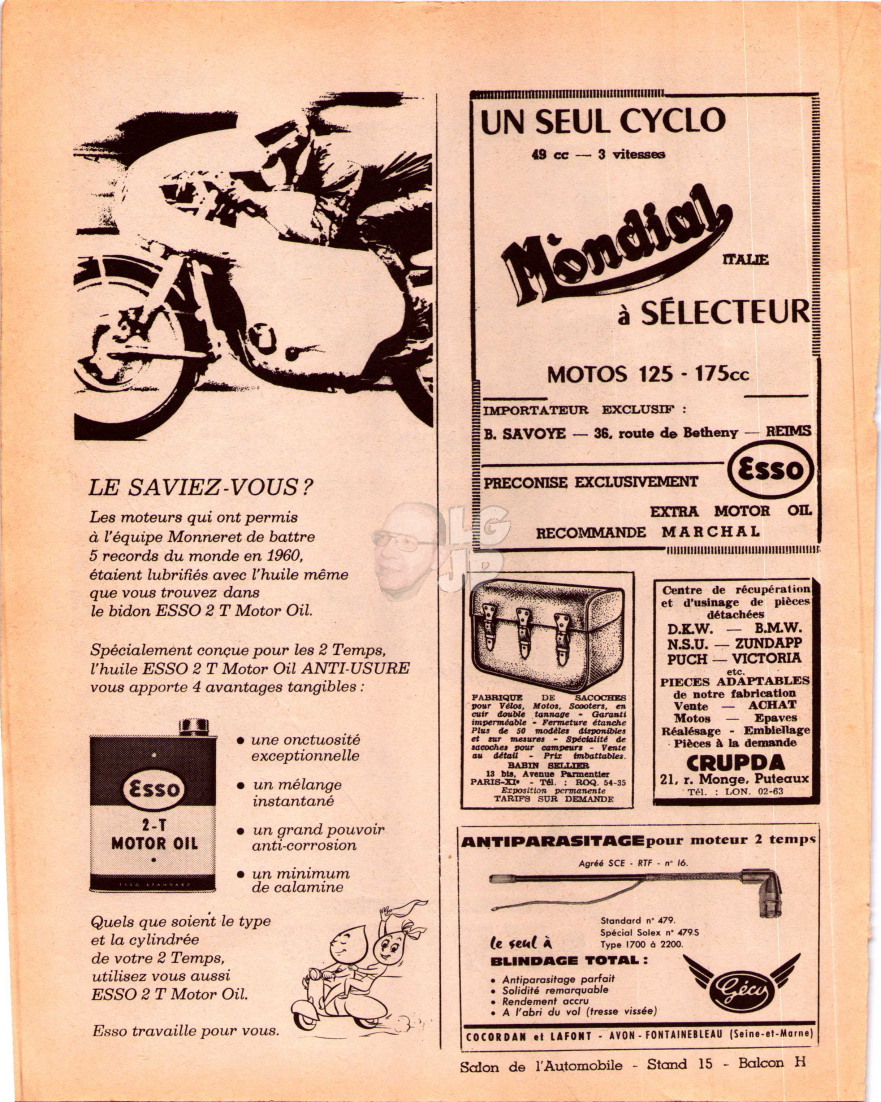 LE SAVIEZ-VOUS?
Les moteurs qui ont permis
à l'équipe Monneret de battre
5 records du monde en 1960,
étaient lubrifiés avec l'huile même
que vous trouvez dans
le bidon ESSO 2 T Motor Oil.
Spécialement conçue pour les 2 Temps,
l'huile ESSO 2 T Motor Oil ANTI-USURE
vous apporte 4 avantages tangibles :
Esso
2-T
MOTOR OIL
ESSO STANDARD
• une onctuosité
exceptionnelle
• un mélange
instantané
• un grand pouvoir
anti-corrosion
• un minimum
de calamine
Quels que soient le type
et la cylindrée
de votre 2 Temps,
utilisez vous aussi
ESSO 2 T Motor Oil.
Esso travaille pour vous.
UN SEUL CYCLO
49 cc — 3 vitesses
Mondial
ITALIE
à SÉLECTEUR
MOTOS 125 - 175cc
IMPORTATEUR EXCLUSIF :
B. SAVOYE — 36, route de Betheny — REIMS
PRECONISE EXCLUSIVEMENT
Esso
EXTRA MOTOR OIL
RECOMMANDE MARCHAL
LG
JP
FABRIQUE DE SACOCHES
pour Vélos, Motos, Scooters, en
cuir double tannage - Garanti
imperméable - Fermeture étanche
Plus de 50 modèles disponibles
et sur mesures - Spécialité de
sacoches pour campeurs - Vente
au détail - Prix imbattables.
BABIN SELLIER
13 bis, Avenue Parmentier
PARIS-XIe - Tél. : ROQ. 54-35
Exposition permanente
TARIFS SUR DEMANDE
Centre de récupération
et d'usinage de pièces
détachées
D.K.W. — B.M.W.
N.S.U. — ZUNDAPP
PUCH — VICTORIA
etc.
PIECES ADAPTABLES
de notre fabrication
Vente — ACHAT
Motos — Epaves
Réalésage - Embiellage
Pièces à la demande
CRUPDA
21, r. Monge, Puteaux
Tél. : LON. 02-63
ANTIPARASITAGE pour moteur 2 temps
Agréé SCE - RTF - n° 16.
Standard n° 479.
Spécial Solex n° 479 S
Type 1700 à 2200.
le seul à
BLINDAGE TOTAL :
• Antiparasitage parfait
• Solidité remarquable
• Rendement accru
• A l'abri du vol (tresse vissée)
Géco
COCORDAN et LAFONT - AVON - FONTAINEBLEAU (Seine-et-Marne)
Salon de l'Automobile - Stand 15 - Balcon H